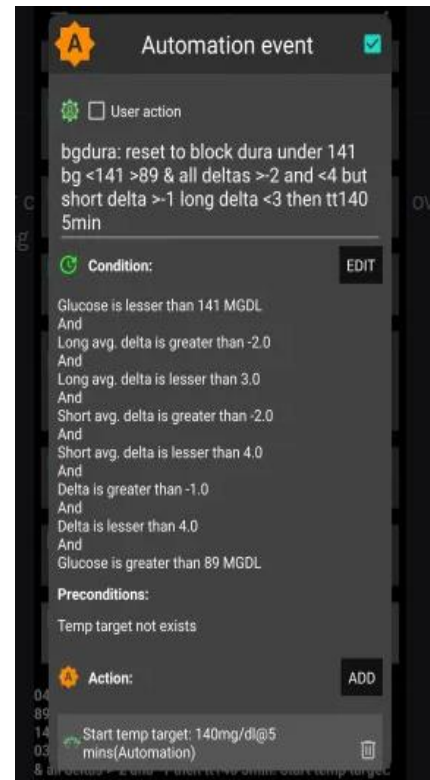 A
Automation event
A
User action
bgdura: reset to block dura under 141
bg <141 >89 & all deltas >-2 and <4 but
short delta >-1 long delta <3 then tt140
5min
Condition:
EDIT
Glucose is lesser than 141 MGDL
And
Long avg. delta is greater than -2.0
And
Long avg. delta is lesser than 3.0
And
Short avg. delta is greater than -2.0
And
Short avg. delta is lesser than 4.0
And
Delta is greater than -1.0
And
Delta is lesser than 4.0
And
Glucose is greater than 89 MGDL
Preconditions:
Temp target not exists
A
Action:
ADD
Start temp target: 140mg/dl@5
mins(Automation)
04
89
14
03